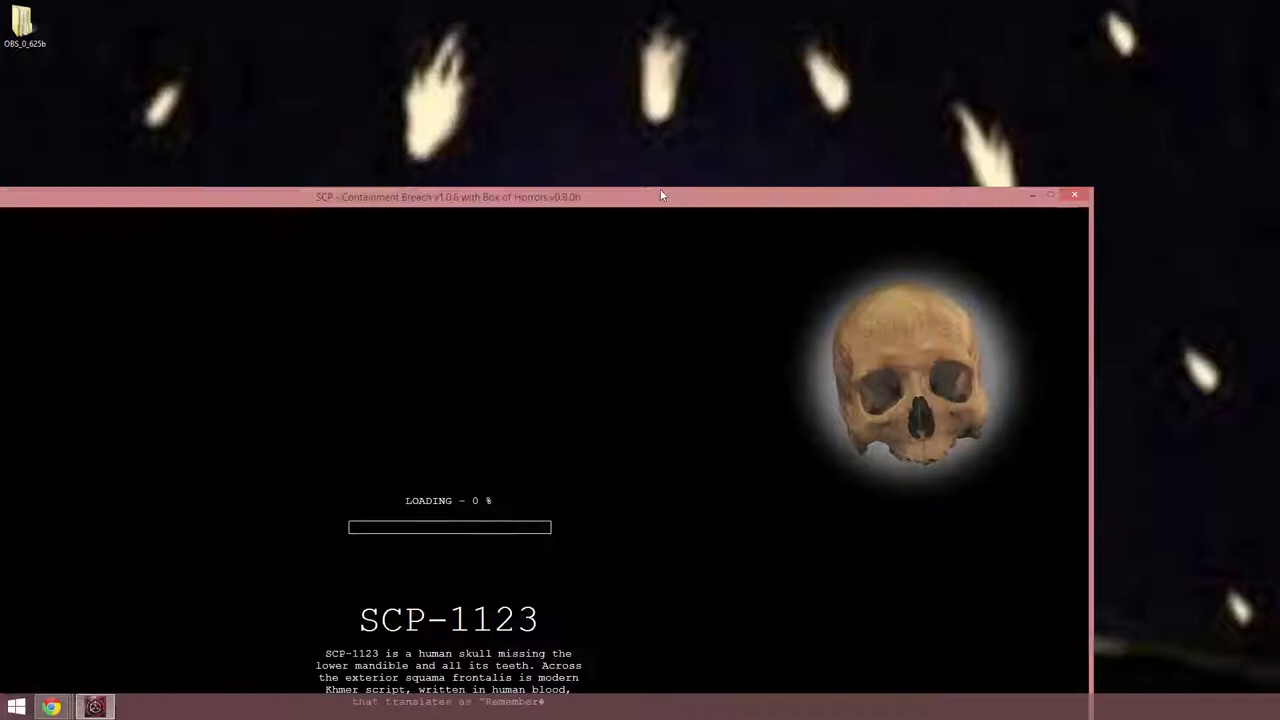 OBS_0_625b
SCP - Containment Breach v1.0.6 with Box of Horrors v0.8.0b
LOADING - 0 %
SCP-1123
SCP-1123 is a human skull missing the
lower mandible and all its teeth. Across
the exterior squama frontalis is modern
Khmer script, written in human blood,
that translates as "Remember